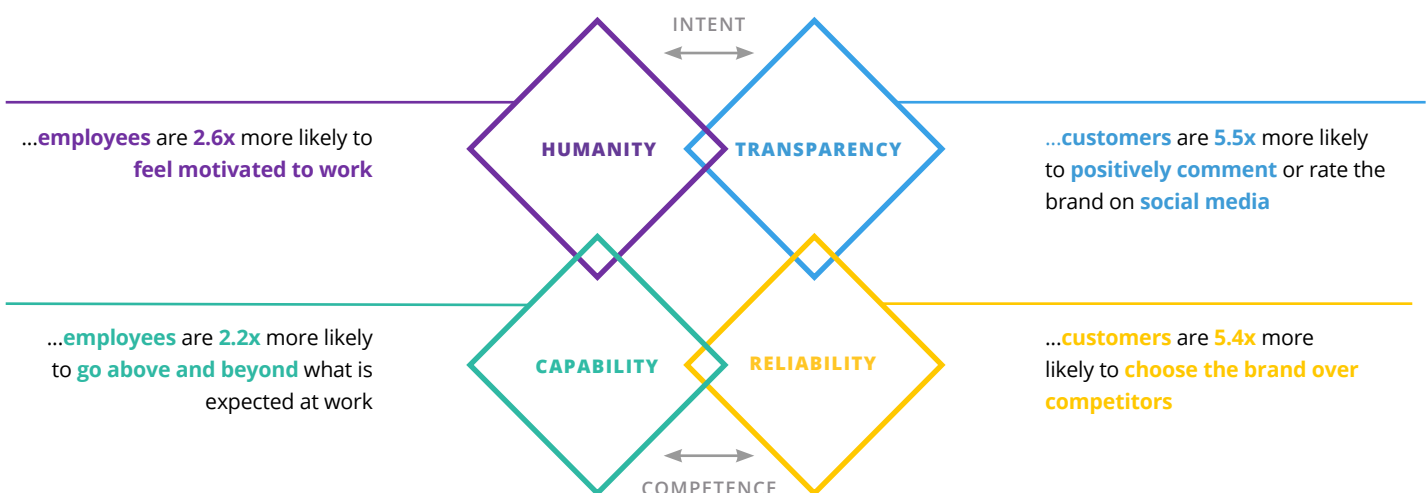 INTENT
...employees are 2.6x more likely to
feel motivated to work
HUMANITY
TRANSPARENCY
...customers are 5.5x more likely
to positively comment or rate the
brand on social media
...employees are 2.2x more likely
to go above and beyond what is
expected at work
CAPABILITY
RELIABILITY
...customers are 5.4x more
likely to choose the brand over
competitors
COMPETENCE